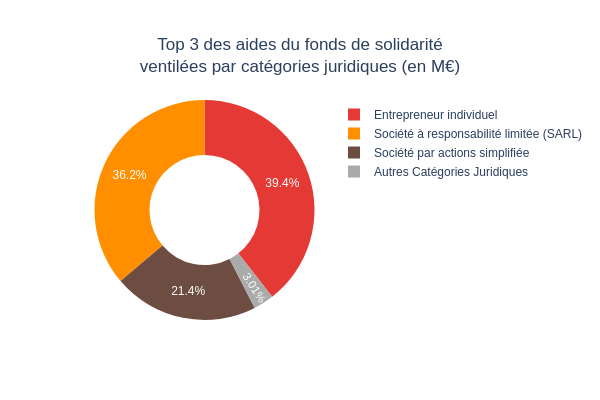 Top 3 des aides du fonds de solidarité
ventilées par catégories juridiques (en M€)
Entrepreneur individuel
Société à responsabilité limitée (SARL)
Société par actions simplifiée
Autres Catégories Juridiques
36.2%
39.4%
21.4%
3.01%